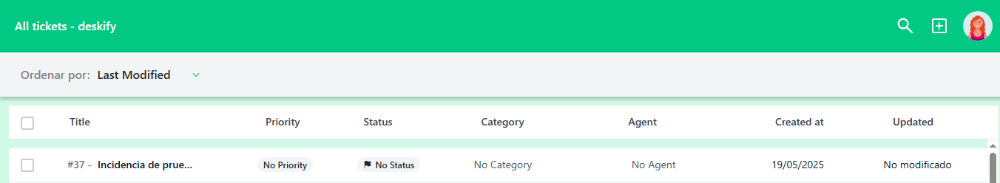 All tickets - deskify
Ordenar por: Last Modified
Title Priority Status Category Agent Created at Updated
#37 - Incidencia de prue... No Priority No Status No Category No Agent 19/05/2025 No modificado